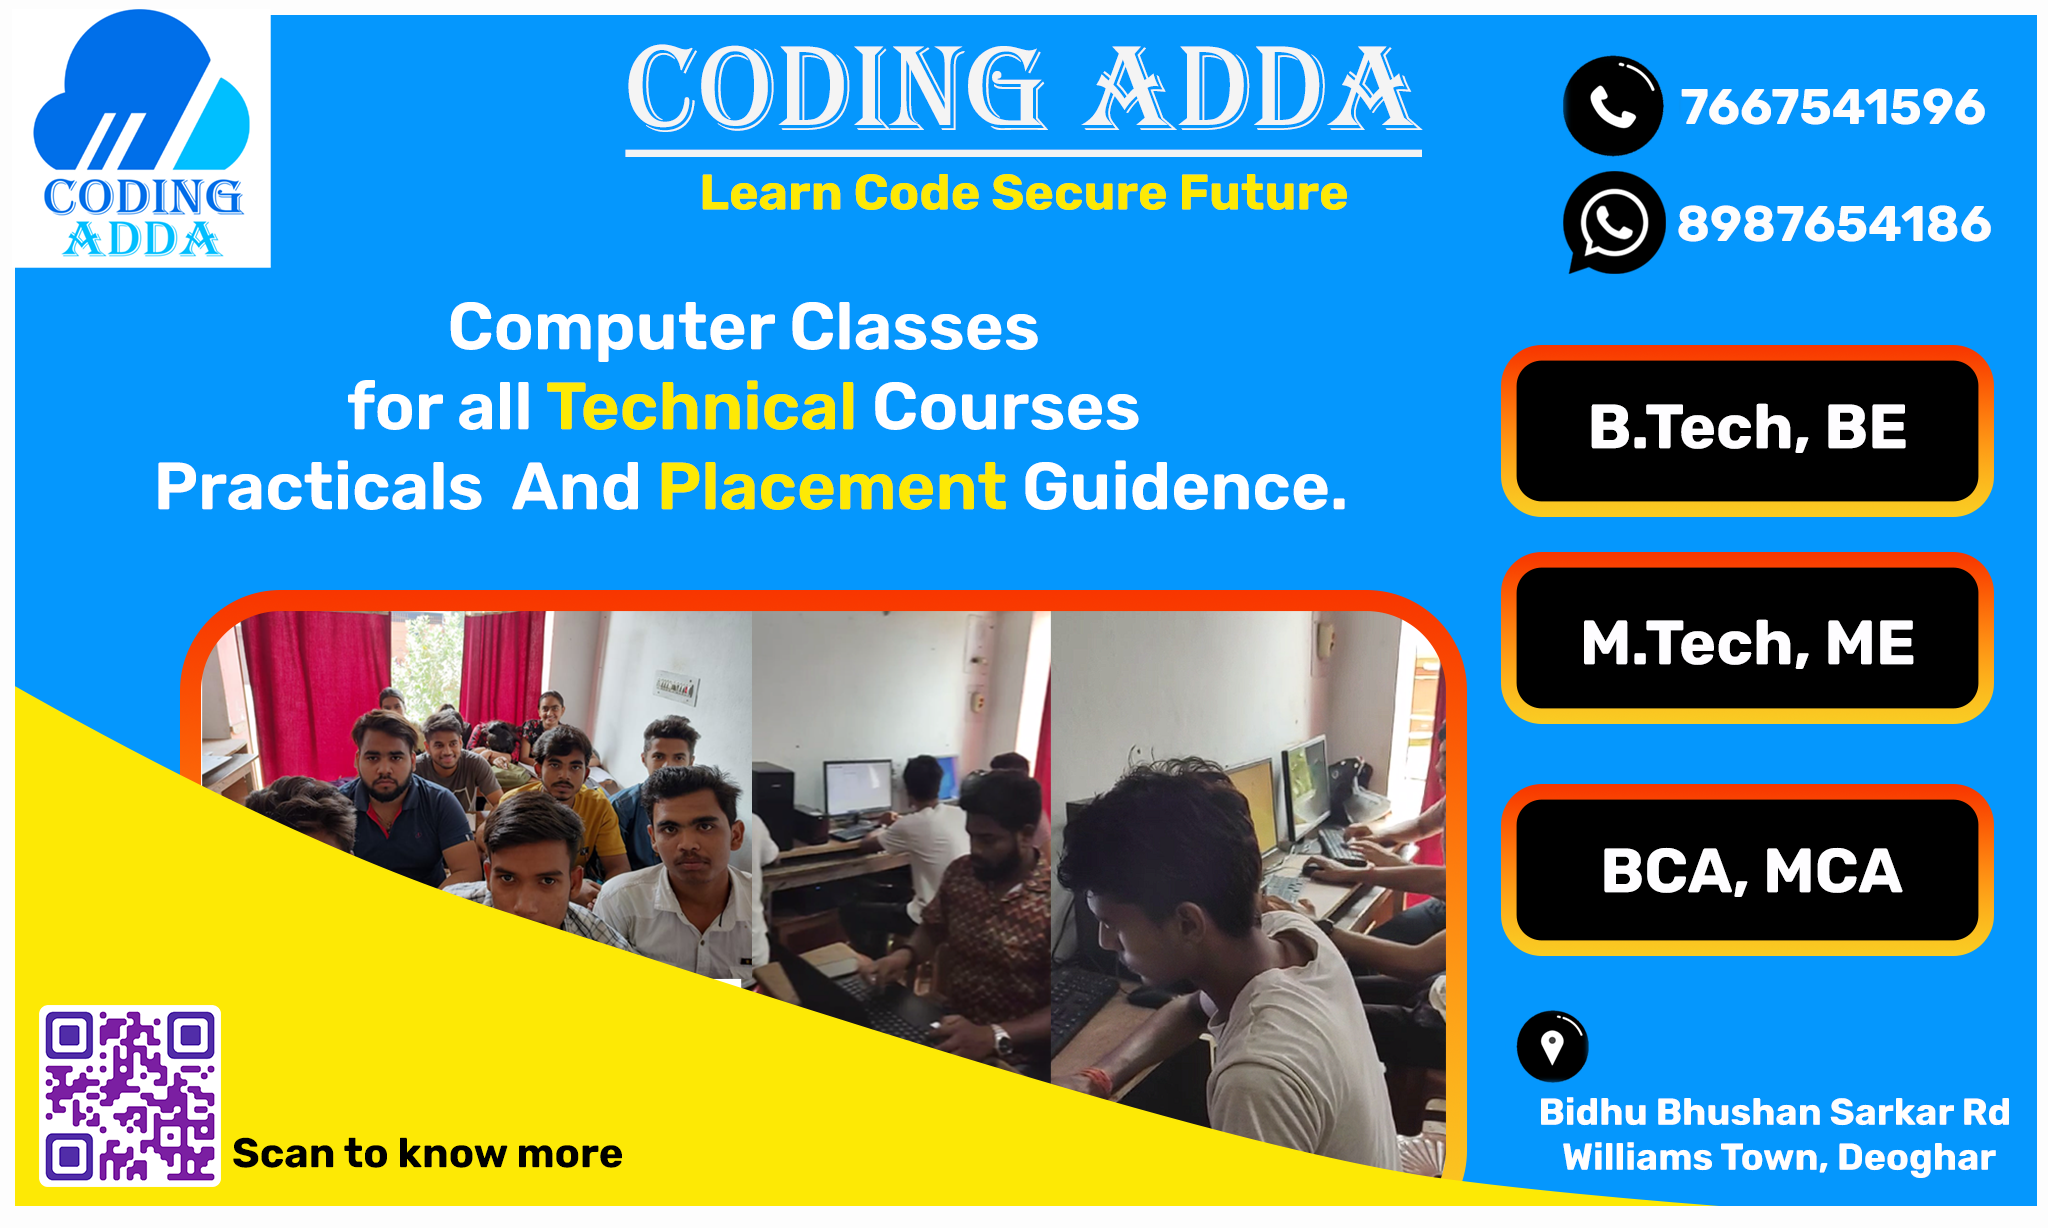 CODING
ADDA
CODING ADDA
Learn Code Secure Future
7667541596
8987654186
Computer Classes
for all Technical Courses
Practicals And Placement Guidence.
B.Tech, BE
M.Tech, ME
BCA, MCA
Scan to know more
Bidhu Bhushan Sarkar Rd
Williams Town, Deoghar